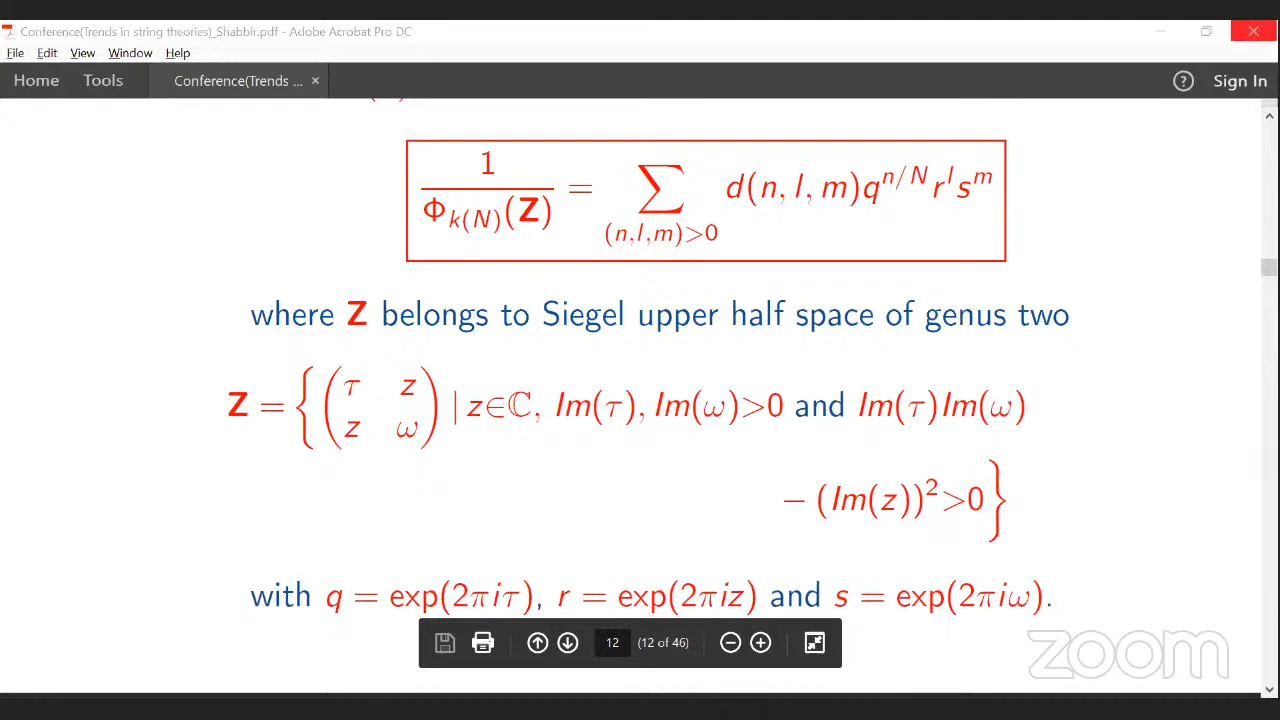 Conference(Trends in string theories)_Shabbir.pdf - Adobe Acrobat Pro DC
File Edit View Window Help
Home Tools Conference(Trends ... × ? Sign In
1/Φ_{k(N)}(Z) = ∑_{(n,l,m)>0} d(n, l, m)q^{n/N} r^l s^m
where Z belongs to Siegel upper half space of genus two
Z = { ( τ z
z ω ) | z∈ℂ, Im(τ), Im(ω)>0 and Im(τ)Im(ω)
− (Im(z))²>0 }
with q = exp(2πiτ), r = exp(2πiz) and s = exp(2πiω).
12 (12 of 46)
zoom